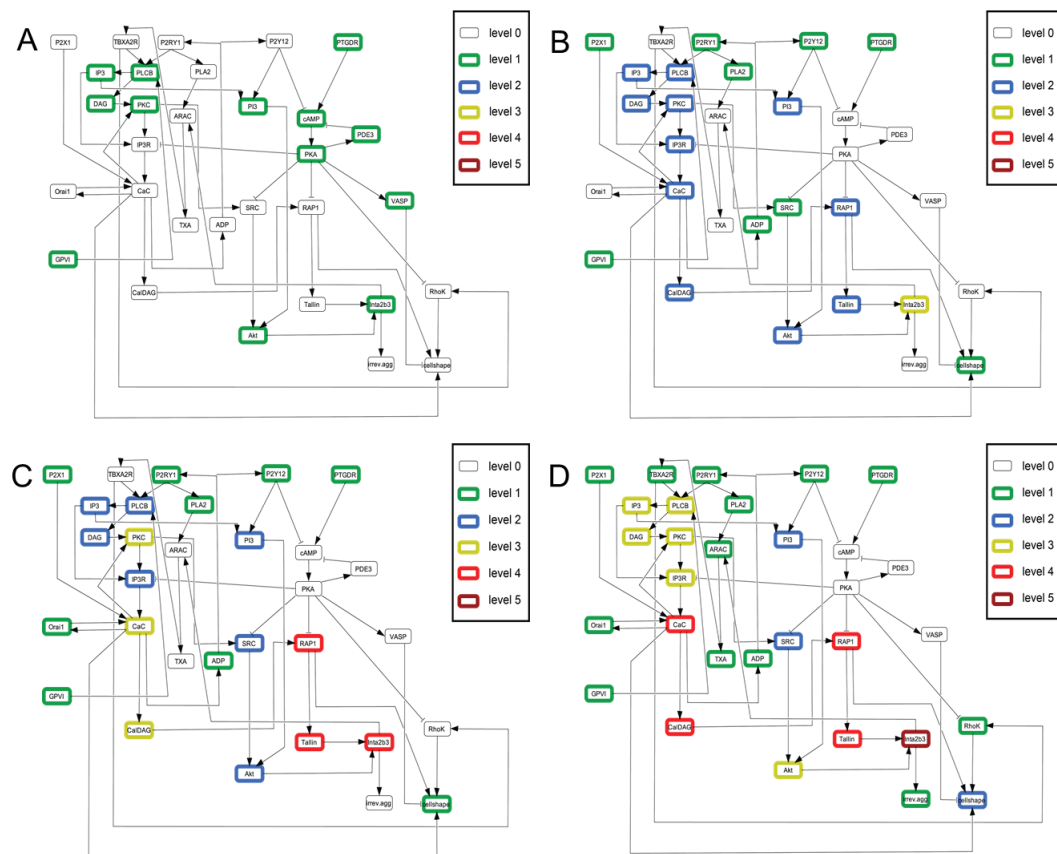 A
P2X1
TBXA2R
P2RY1
P2Y12
PTGDR
IP3
PLCB
PLA2
DAG
PKC
PI3
ARAC
cAMP
PDE3
IP3R
PKA
Orai1
CaC
SRC
RAP1
VASP
TXA
ADP
GPVI
CalDAG
Tallin
Inta2b3
RhoK
Akt
irrev.agg
cellshape
level 0
level 1
level 2
level 3
level 4
level 5
B
P2X1
TBXA2R
P2RY1
P2Y12
PTGDR
IP3
PLCB
PLA2
DAG
PKC
PI3
ARAC
cAMP
PDE3
IP3R
PKA
Orai1
CaC
SRC
RAP1
VASP
TXA
ADP
GPVI
CalDAG
Tallin
Inta2b3
RhoK
Akt
irrev.agg
cellshape
level 0
level 1
level 2
level 3
level 4
level 5
C
P2X1
TBXA2R
P2RY1
P2Y12
PTGDR
IP3
PLCB
PLA2
DAG
PKC
PI3
ARAC
cAMP
PDE3
IP3R
PKA
Orai1
CaC
SRC
RAP1
VASP
TXA
ADP
GPVI
CalDAG
Tallin
Inta2b3
RhoK
Akt
irrev.agg
cellshape
level 0
level 1
level 2
level 3
level 4
level 5
D
P2X1
TBXA2R
P2RY1
P2Y12
PTGDR
IP3
PLCB
PLA2
DAG
PKC
PI3
ARAC
cAMP
PDE3
IP3R
PKA
Orai1
CaC
SRC
RAP1
VASP
TXA
ADP
GPVI
CalDAG
Tallin
Inta2b3
RhoK
Akt
irrev.agg
cellshape
level 0
level 1
level 2
level 3
level 4
level 5